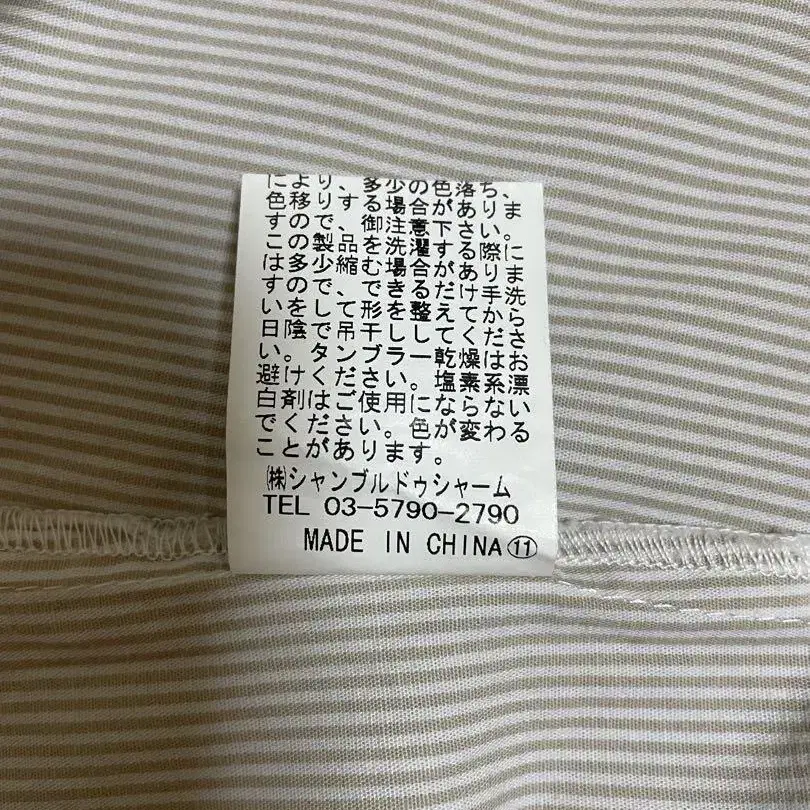 により、多少の色落ち、
色移りする場合がありま
すので、御注意下さい。
この製品を洗濯する際に
は多少縮む場合がありま
すので、できるだけ手洗
いをして形を整えてから
日陰で吊干ししてくださ
い。タンブラー乾燥はお
避けください。塩素系漂
白剤はご使用にならない
でください。色が変わる
ことがあります。
㈱シャンブルドゥシャーム
TEL 03-5790-2790
MADE IN CHINA⑪